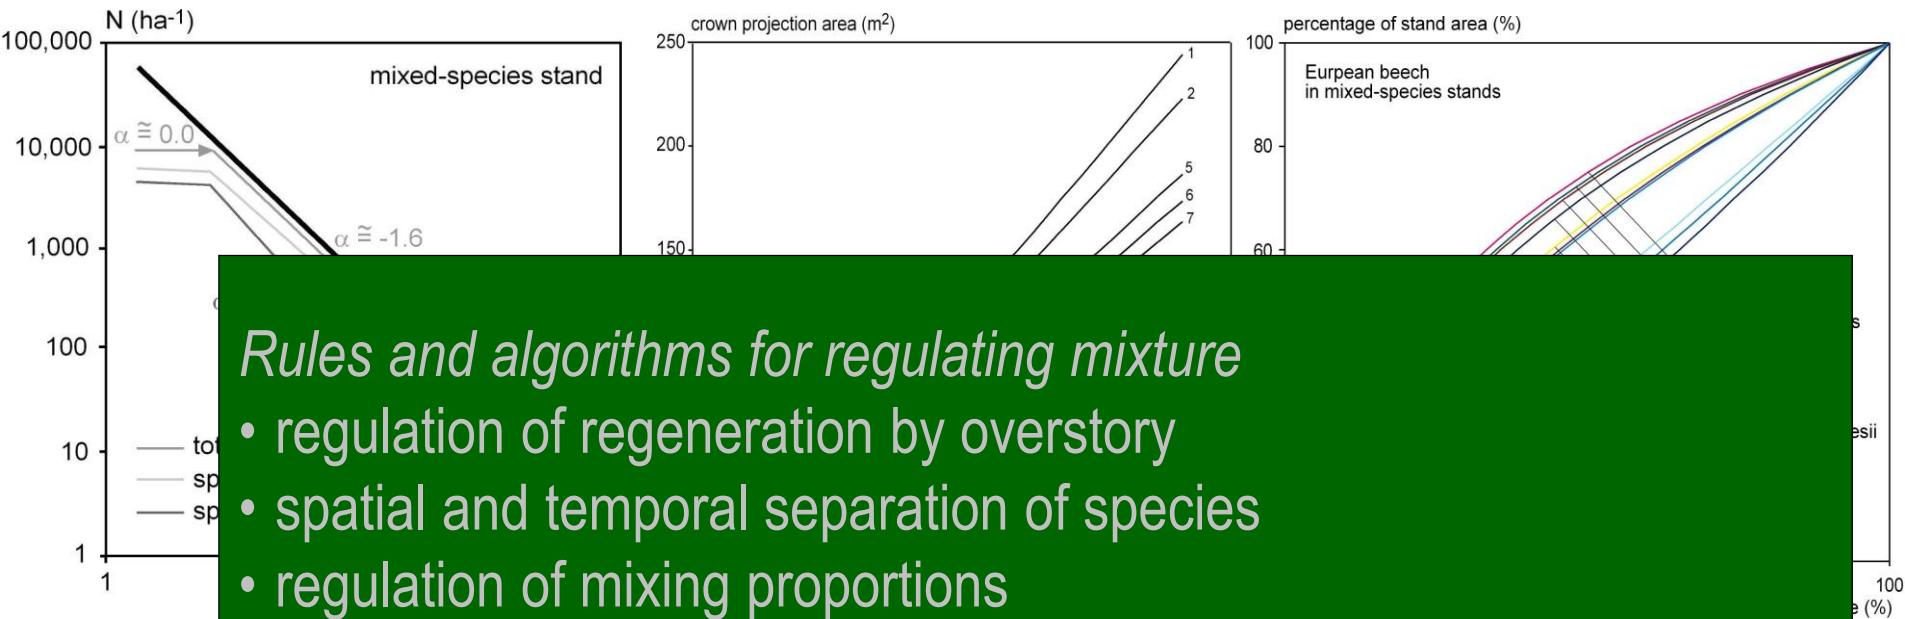 N (ha-1)
100,000
10,000
1,000
100
10
1
1
mixed-species stand
α ≅ 0.0
α ≅ -1.6
crown projection area (m2)
250
200
150
1
2
5
6
7
percentage of stand area (%)
100
80
60
Eurpean beech
in mixed-species stands
100
(%)
Rules and algorithms for regulating mixture
• regulation of regeneration by overstory
• spatial and temporal separation of species
• regulation of mixing proportions